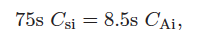 75s C_si = 8.5s C_Ai,